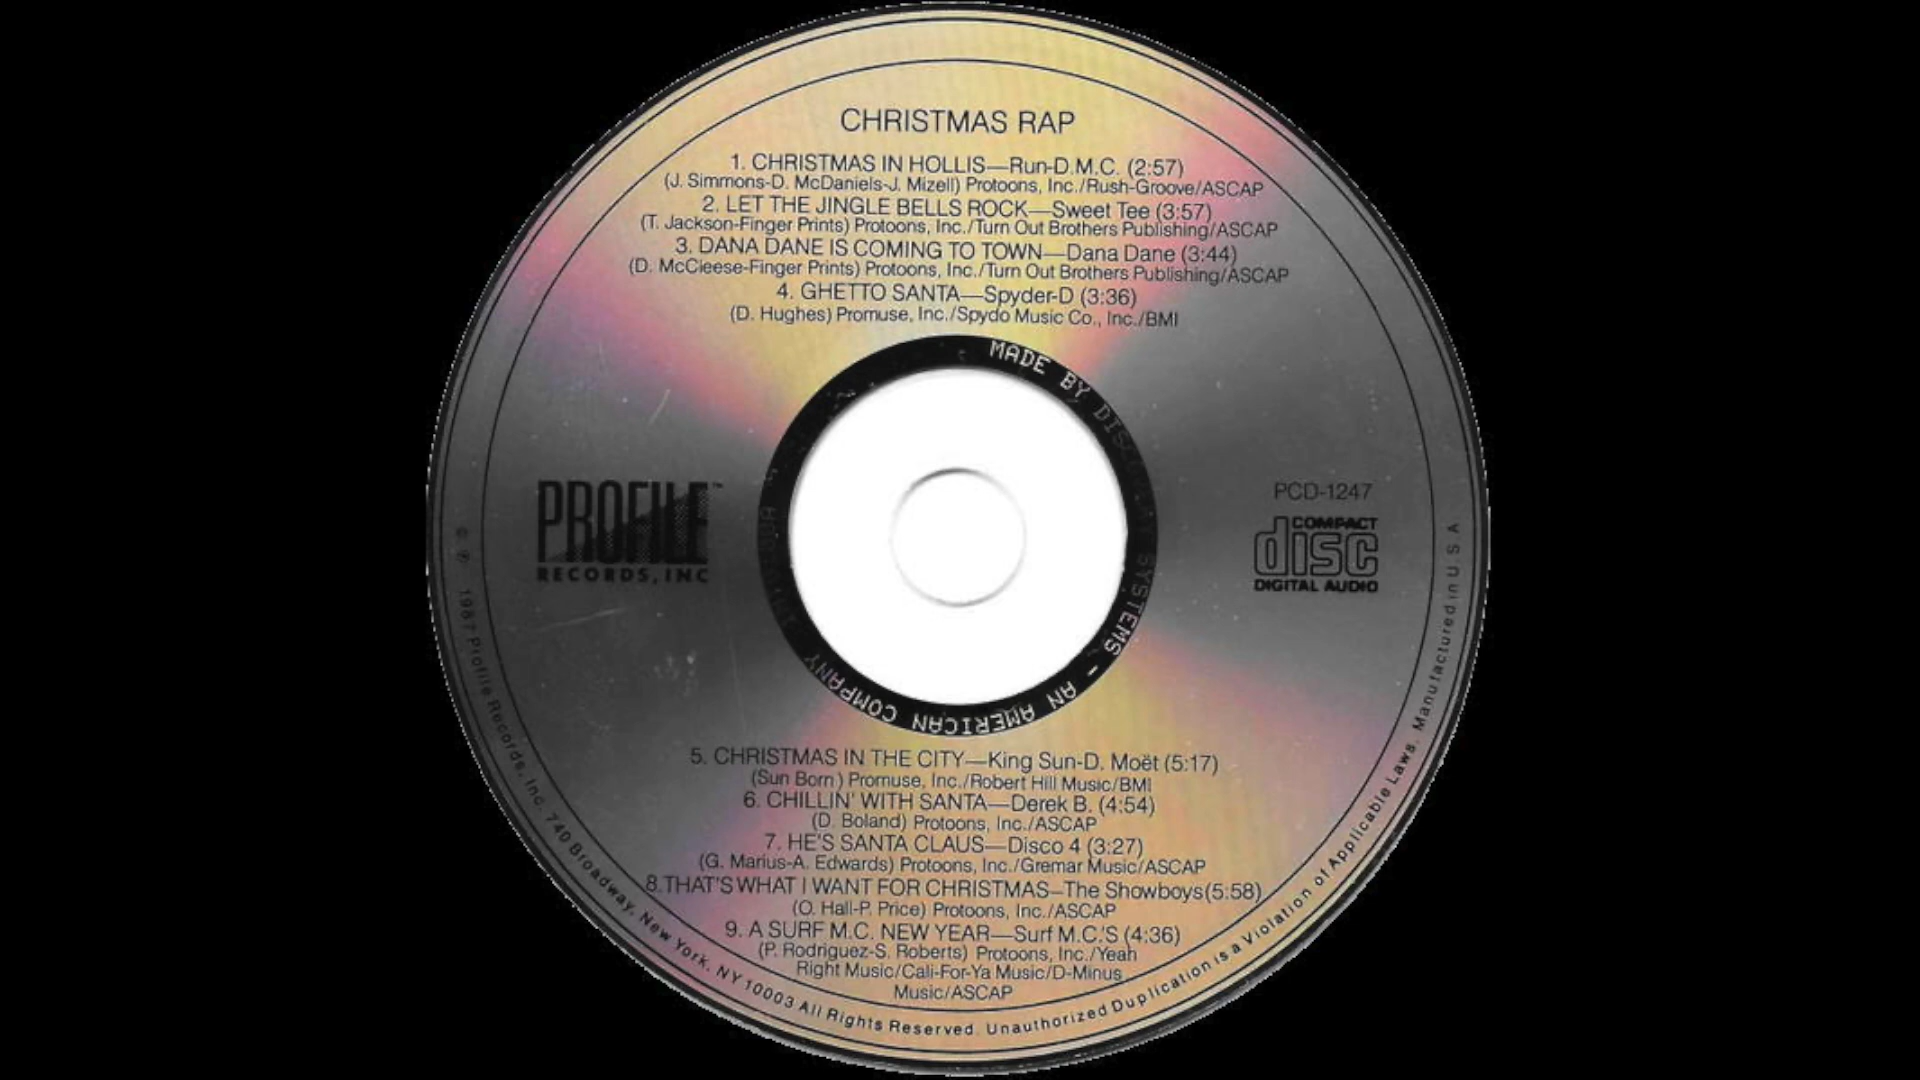 CHRISTMAS RAP
1. CHRISTMAS IN HOLLIS—Run-D.M.C. (2:57)
(J. Simmons-D. McDaniels-J. Mizell) Protoons, Inc./Rush-Groove/ASCAP
2. LET THE JINGLE BELLS ROCK—Sweet Tee (3:57)
(T. Jackson-Finger Prints) Protoons, Inc./Turn Out Brothers Publishing/ASCAP
3. DANA DANE IS COMING TO TOWN—Dana Dane (3:44)
(D. McCleese-Finger Prints) Protoons, Inc./Turn Out Brothers Publishing/ASCAP
4. GHETTO SANTA—Spyder-D (3:36)
(D. Hughes) Promuse, Inc./Spydo Music Co., Inc./BMI
MADE BY SYSTEMS - AN AMERICAN COMPANY
PROFILE™
RECORDS, INC
PCD-1247
COMPACT
disc
DIGITAL AUDIO
5. CHRISTMAS IN THE CITY—King Sun-D. Moët (5:17)
(Sun Born) Promuse, Inc./Robert Hill Music/BMI
6. CHILLIN' WITH SANTA—Derek B. (4:54)
(D. Boland) Protoons, Inc./ASCAP
7. HE'S SANTA CLAUS—Disco 4 (3:27)
(G. Marius-A. Edwards) Protoons, Inc./Gremar Music/ASCAP
8. THAT'S WHAT I WANT FOR CHRISTMAS—The Showboys (5:58)
(O. Hall-P. Price) Protoons, Inc./ASCAP
9. A SURF M.C. NEW YEAR—Surf M.C.'S (4:36)
(P. Rodriguez-S. Roberts) Protoons, Inc./Yeah
Right Music/Cali-For-Ya Music/D-Minus
Music/ASCAP
© ℗ 1987 Profile Records, Inc. 740 Broadway, New York, NY 10003 All Rights Reserved. Unauthorized Duplication is a Violation of Applicable Laws. Manufactured in U.S.A